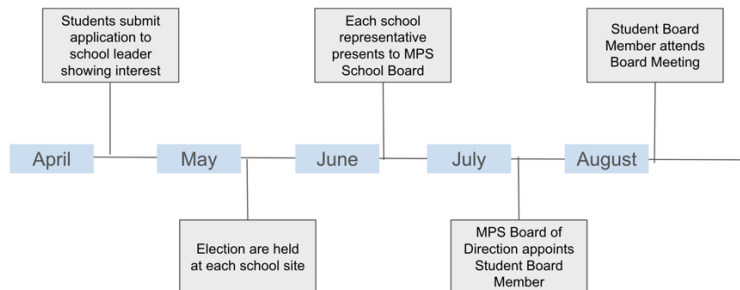 Students submit
application to
school leader
showing interest
Each school
representative
presents to MPS
School Board
Student Board
Member attends
Board Meeting
April
May
June
July
August
Election are held
at each school site
MPS Board of
Direction appoints
Student Board
Member